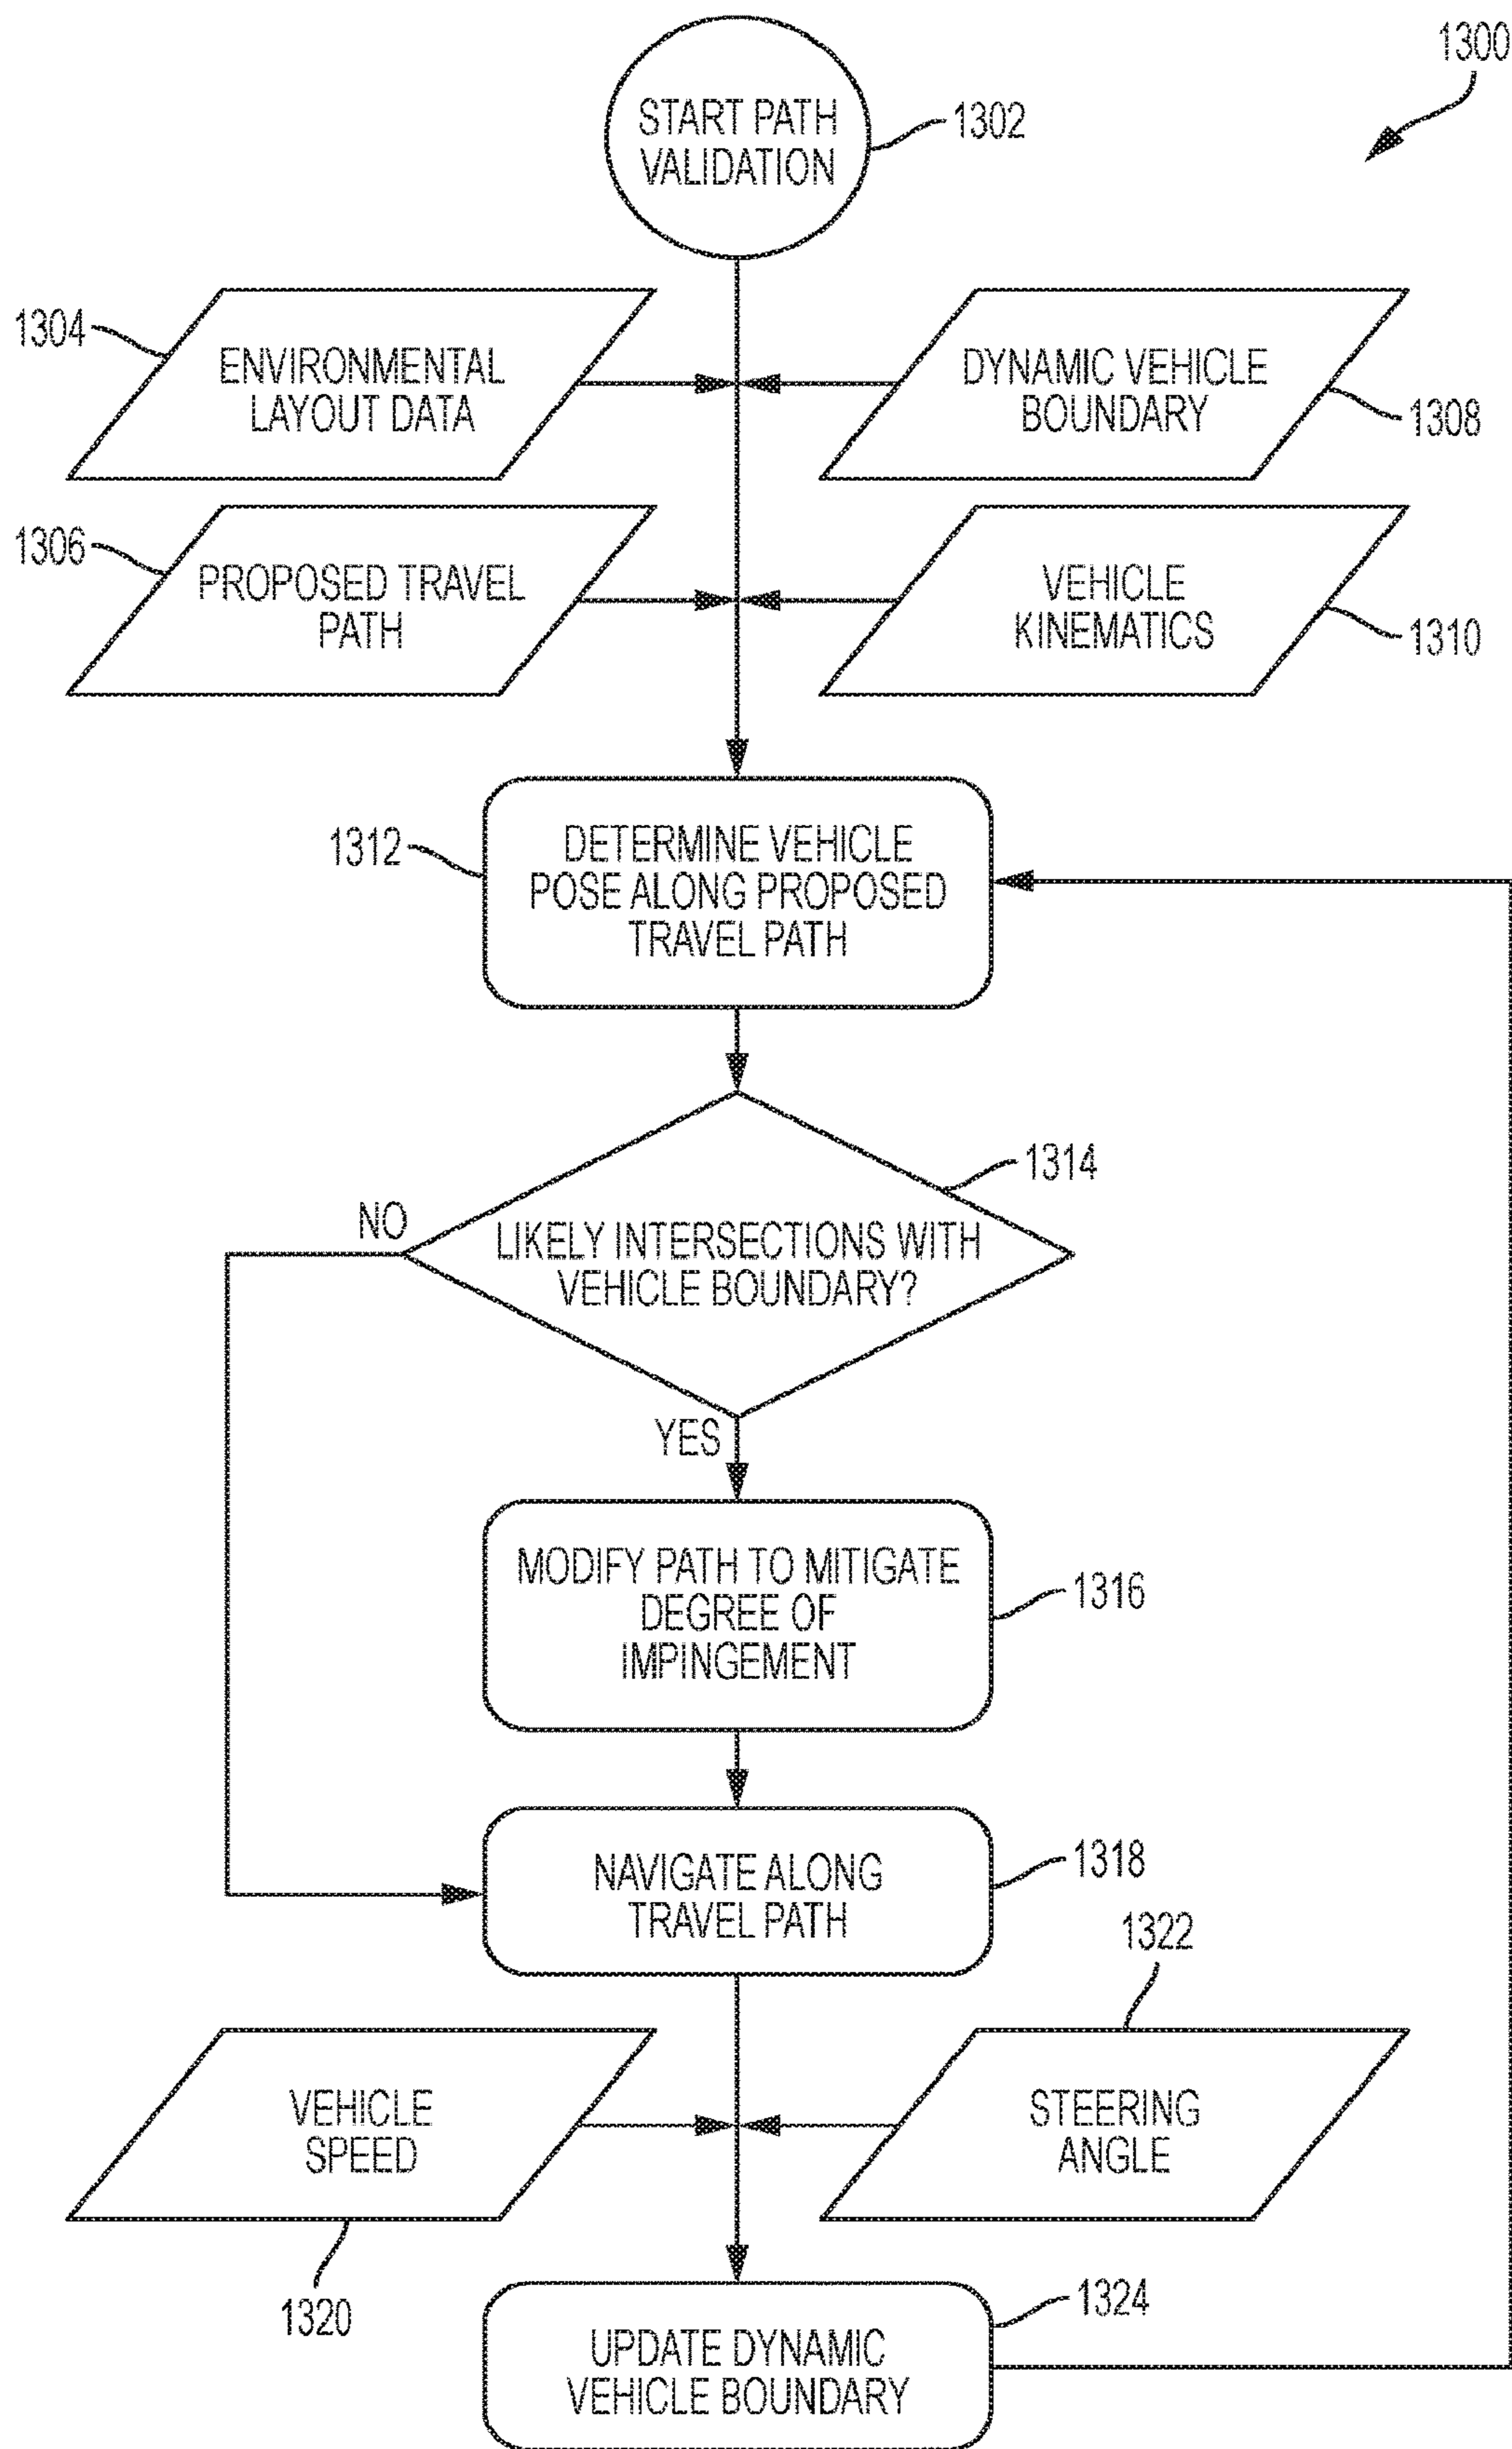 1300
START PATH
VALIDATION
1302
1304
ENVIRONMENTAL
LAYOUT DATA
DYNAMIC VEHICLE
BOUNDARY
1308
1306
PROPOSED TRAVEL
PATH
VEHICLE
KINEMATICS
1310
1312
DETERMINE VEHICLE
POSE ALONG PROPOSED
TRAVEL PATH
1314
NO
LIKELY INTERSECTIONS WITH
VEHICLE BOUNDARY?
YES
MODIFY PATH TO MITIGATE
DEGREE OF
IMPINGEMENT
1316
NAVIGATE ALONG
TRAVEL PATH
1318
1322
VEHICLE
SPEED
STEERING
ANGLE
1320
1324
UPDATE DYNAMIC
VEHICLE BOUNDARY